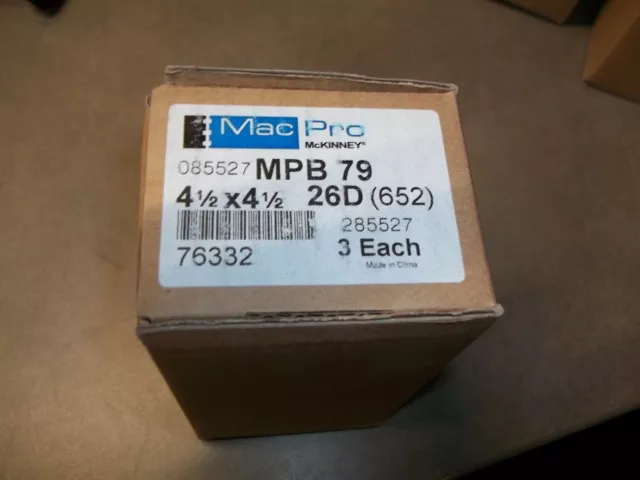 Mac Pro
McKINNEY®
085527 MPB 79
4½ x4½ 26D (652)
285527
76332 3 Each
Made in China